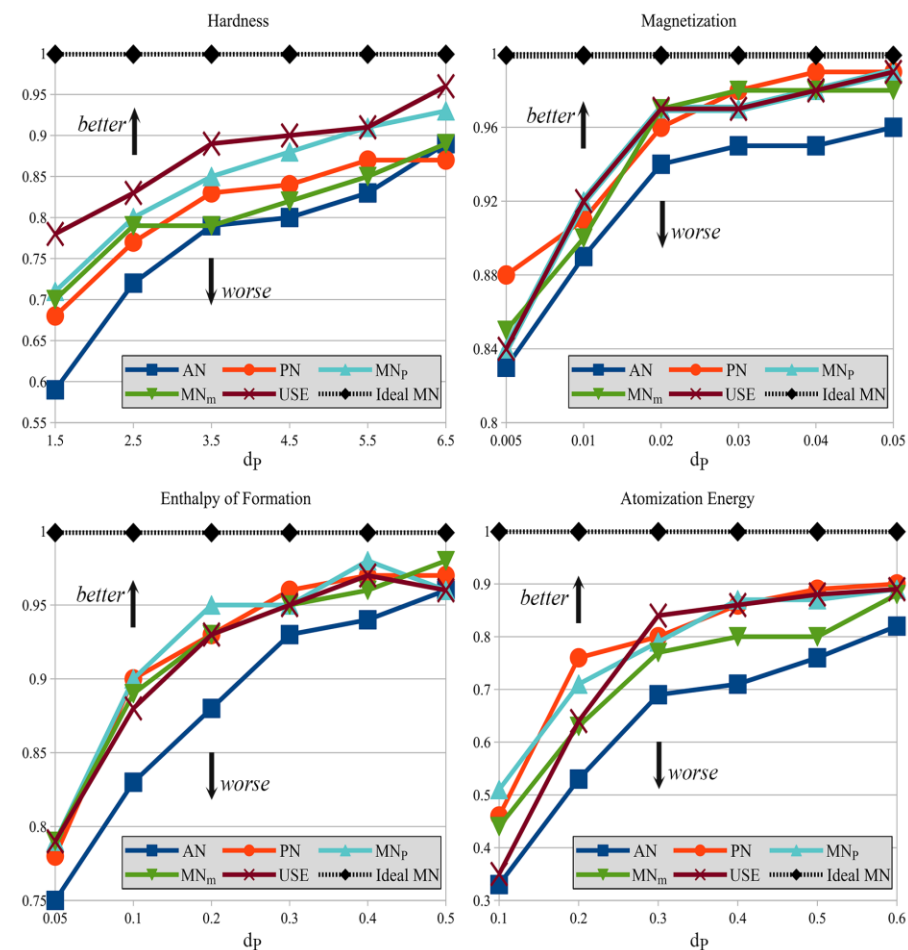 Hardness
1
0.95
0.9
0.85
0.8
0.75
0.7
0.65
0.6
0.55
better
worse
AN PN MNP
MNm USE Ideal MN
1.5 2.5 3.5 4.5 5.5 6.5
dP
Magnetization
1
0.96
0.92
0.88
0.84
0.8
better
worse
AN PN MNP
MNm USE Ideal MN
0.005 0.01 0.02 0.03 0.04 0.05
dP
Enthalpy of Formation
1
0.95
0.9
0.85
0.8
0.75
better
worse
AN PN MNP
MNm USE Ideal MN
0.05 0.1 0.2 0.3 0.4 0.5
dP
Atomization Energy
1
0.9
0.8
0.7
0.6
0.5
0.4
0.3
better
worse
AN PN MNP
MNm USE Ideal MN
0.1 0.2 0.3 0.4 0.5 0.6
dP